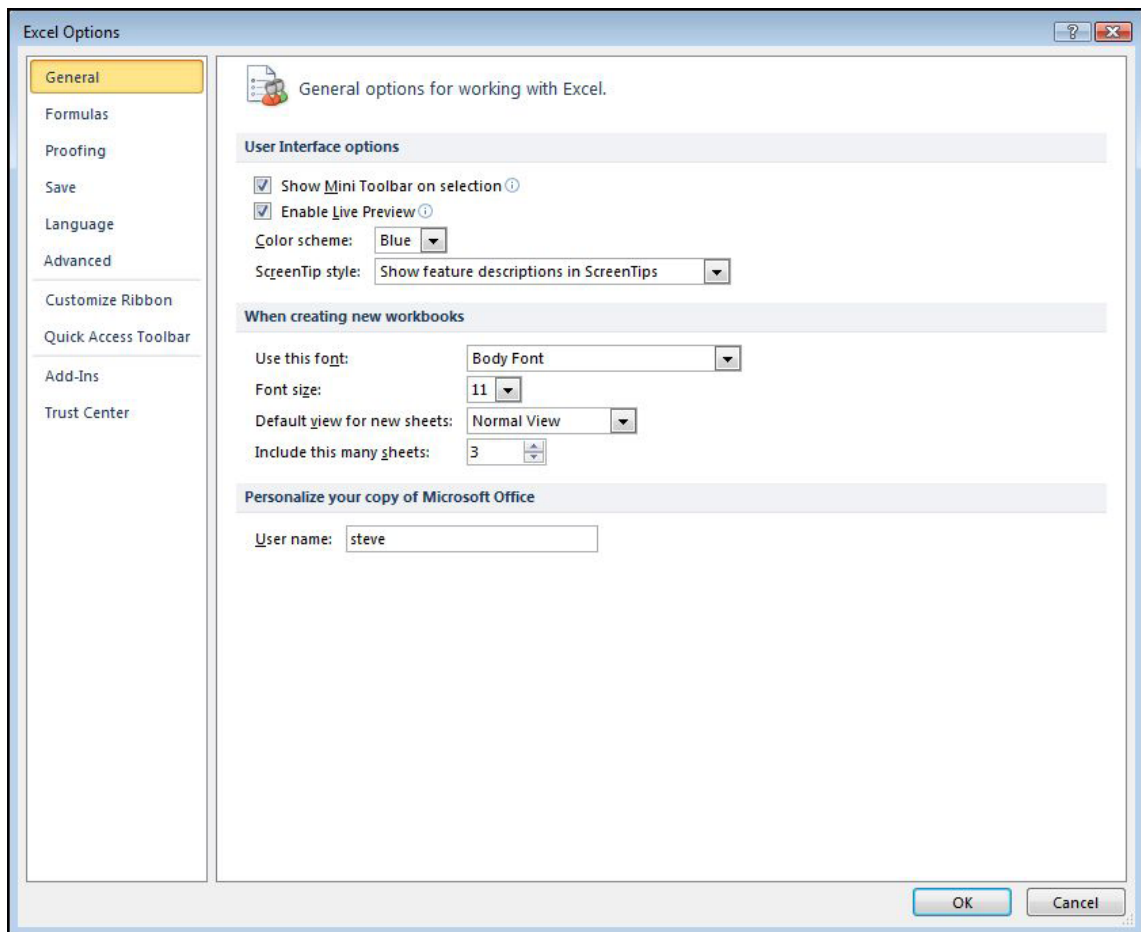 Excel Options
General
Formulas
Proofing
Save
Language
Advanced
Customize Ribbon
Quick Access Toolbar
Add-Ins
Trust Center
General options for working with Excel.
User Interface options
Show Mini Toolbar on selection
Enable Live Preview
Color scheme: Blue
ScreenTip style: Show feature descriptions in ScreenTips
When creating new workbooks
Use this font: Body Font
Font size: 11
Default view for new sheets: Normal View
Include this many sheets: 3
Personalize your copy of Microsoft Office
User name: steve
OK Cancel